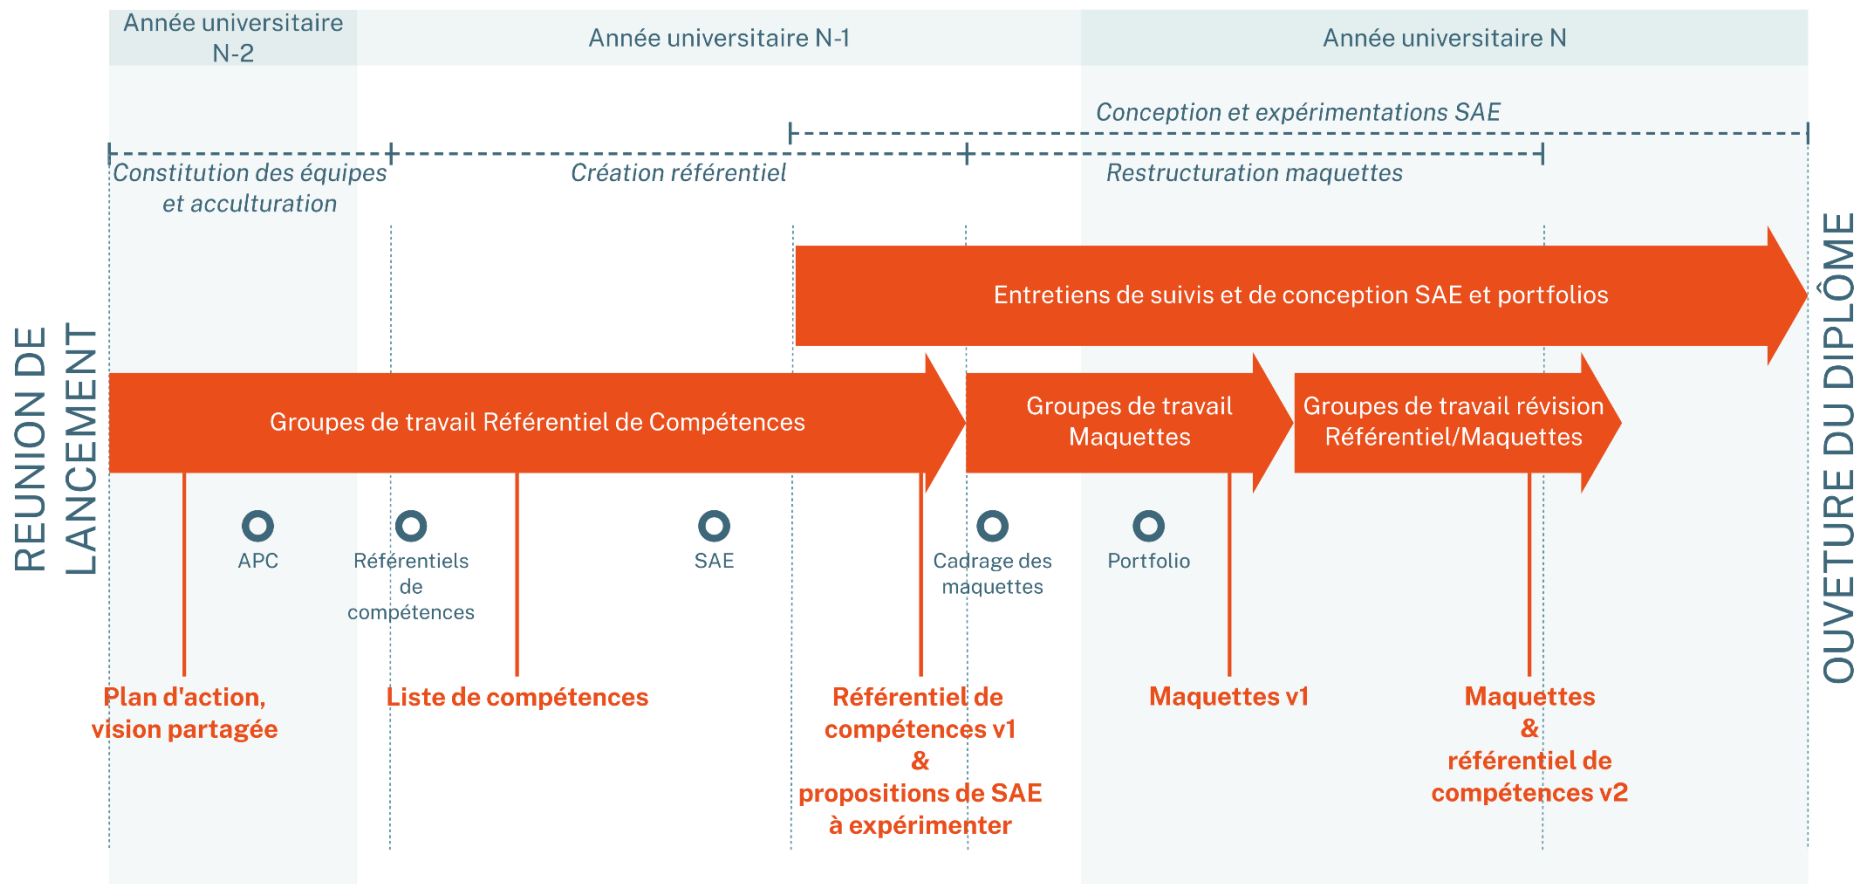 Année universitaire
N-2
Année universitaire N-1
Année universitaire N
Conception et expérimentations SAE
Constitution des équipes
et acculturation
Création référentiel
Restructuration maquettes
REUNION DE
LANCEMENT
OUVETURE DU DIPLÔME
Entretiens de suivis et de conception SAE et portfolios
Groupes de travail Référentiel de Compétences
Groupes de travail
Maquettes
Groupes de travail révision
Référentiel/Maquettes
APC
Référentiels
de
compétences
SAE
Cadrage des
maquettes
Portfolio
Plan d'action,
vision partagée
Liste de compétences
Référentiel de
compétences v1
&
propositions de SAE
à expérimenter
Maquettes v1
Maquettes
&
référentiel de
compétences v2